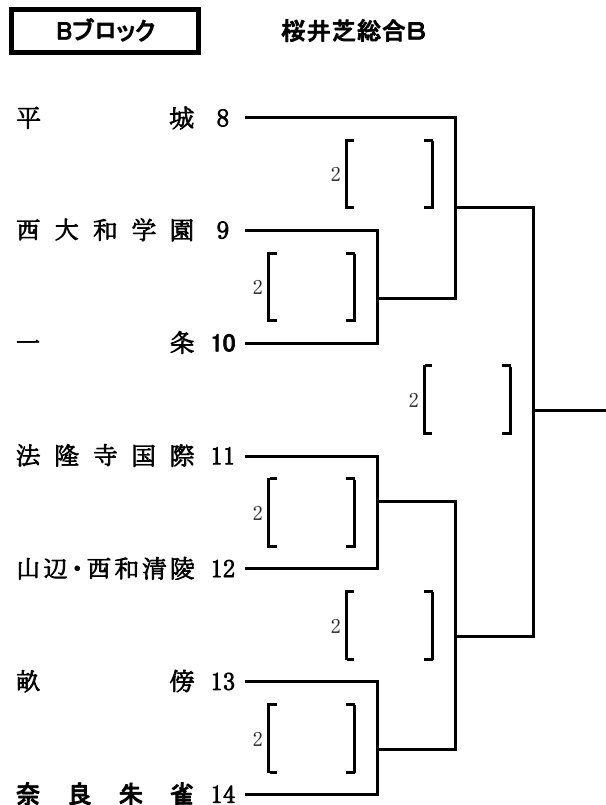 Bブロック 桜井芝総合B
平城 8
2
西大和学園 9
2
一条 10
2
法隆寺国際 11
2
山辺・西和清陵 12
2
畝傍 13
2
奈良朱雀 14